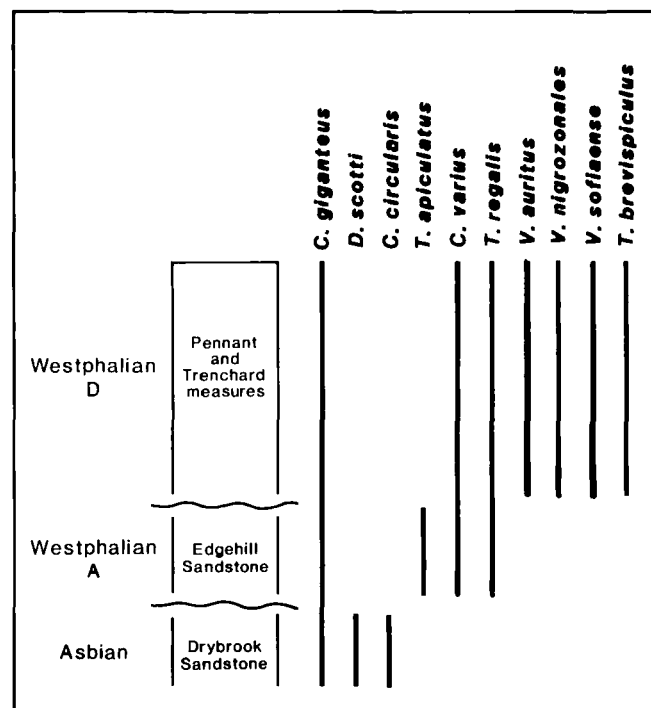 C. giganteus
D. scotti
C. circularis
T. apiculatus
C. varius
T. regalis
V. auritus
V. nigrozonales
V. sofiaense
T. brevispiculus
Westphalian
D
Pennant
and
Trenchard
measures
Westphalian
A
Edgehill
Sandstone
Asbian
Drybrook
Sandstone